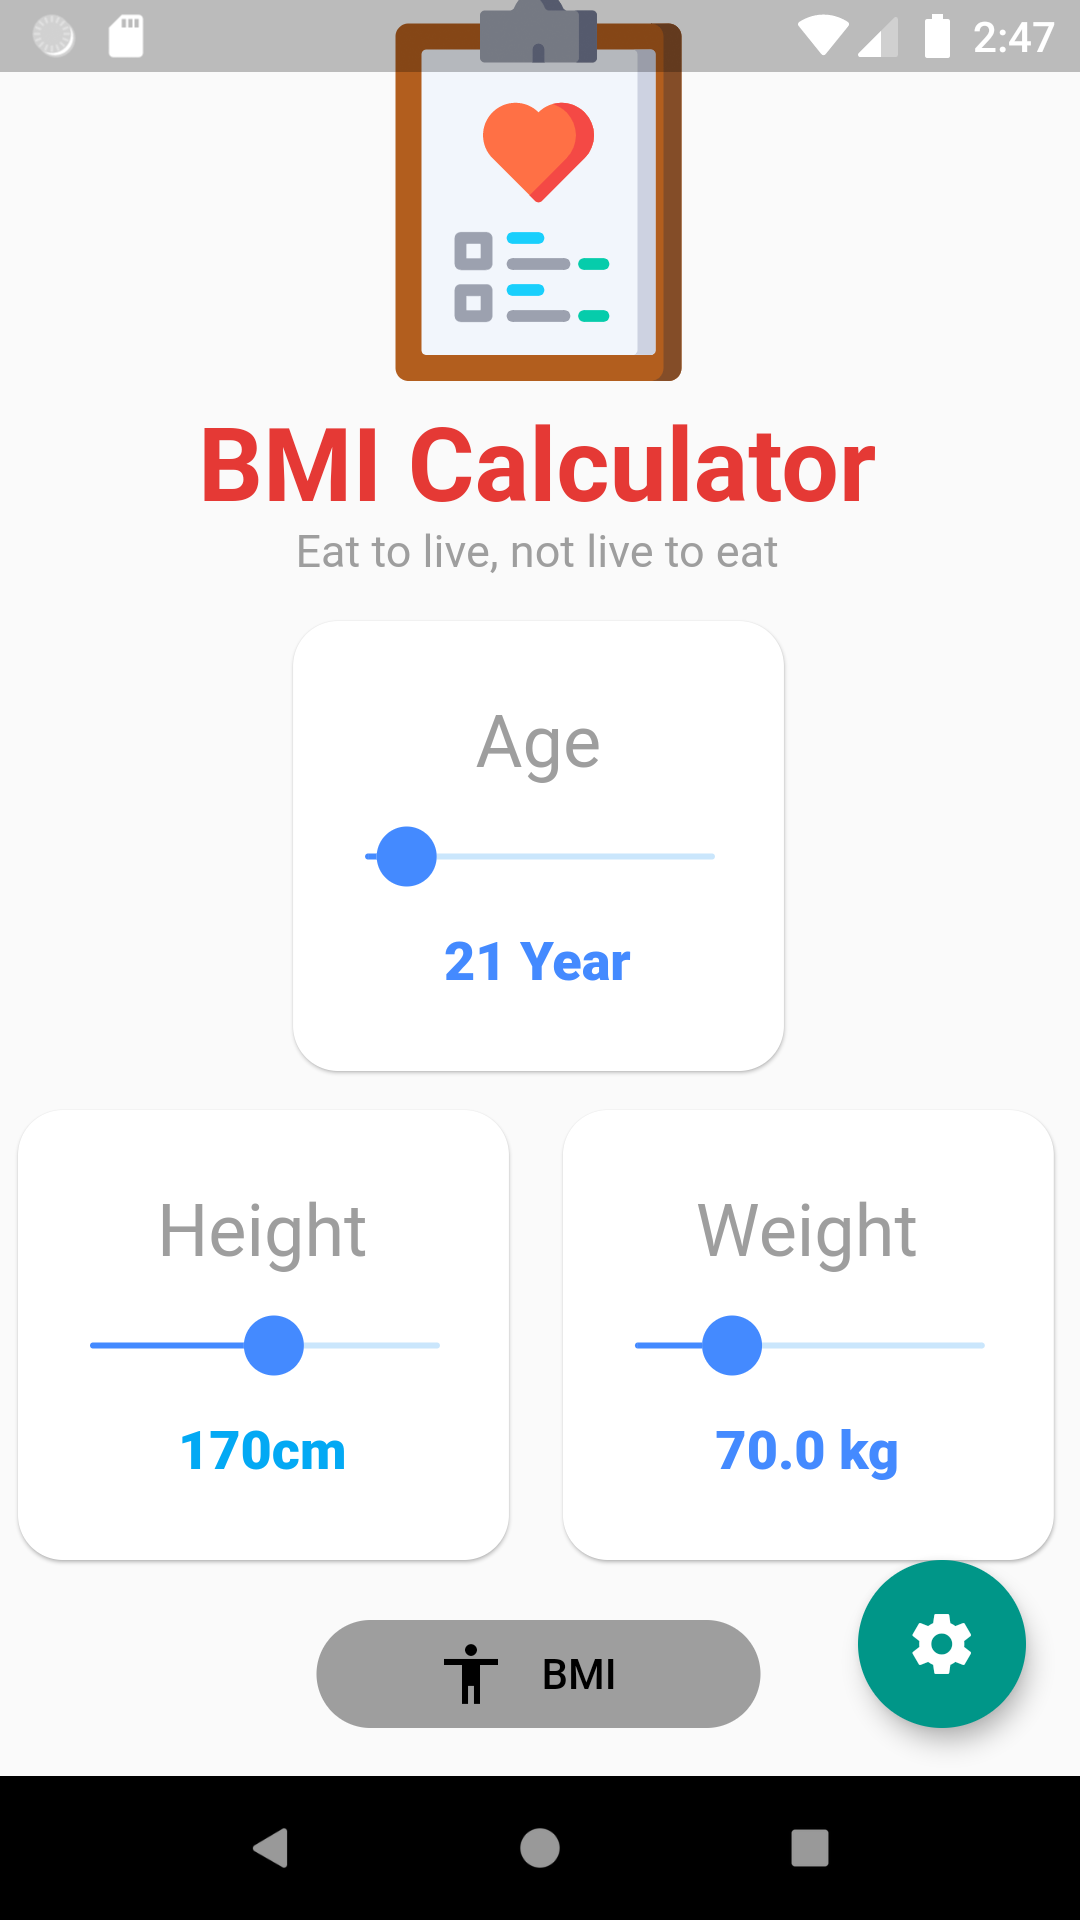 2:47
BMI Calculator
Eat to live, not live to eat
Age
21 Year
Height
Weight
170cm
70.0 kg
BMI